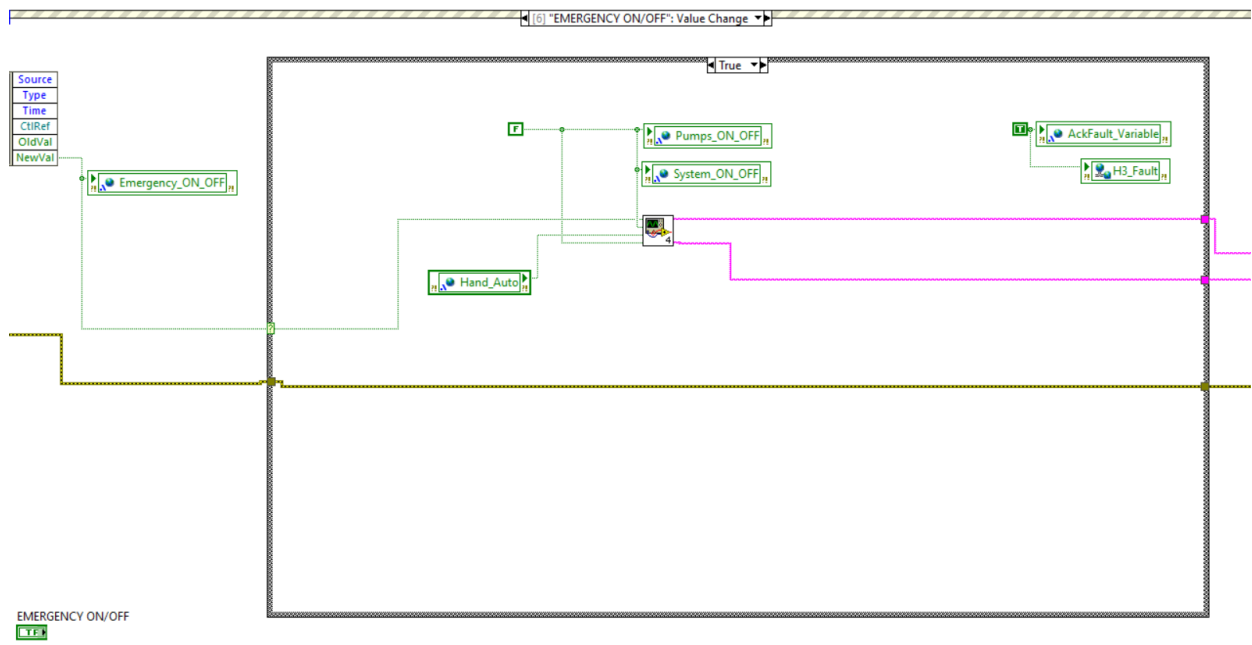 [6] "EMERGENCY ON/OFF": Value Change
True
Source
Type
Time
CtlRef
OldVal
NewVal
Emergency_ON_OFF
F
Pumps_ON_OFF
System_ON_OFF
T
AckFault_Variable
H3_Fault
4
Hand_Auto
?
EMERGENCY ON/OFF
TF